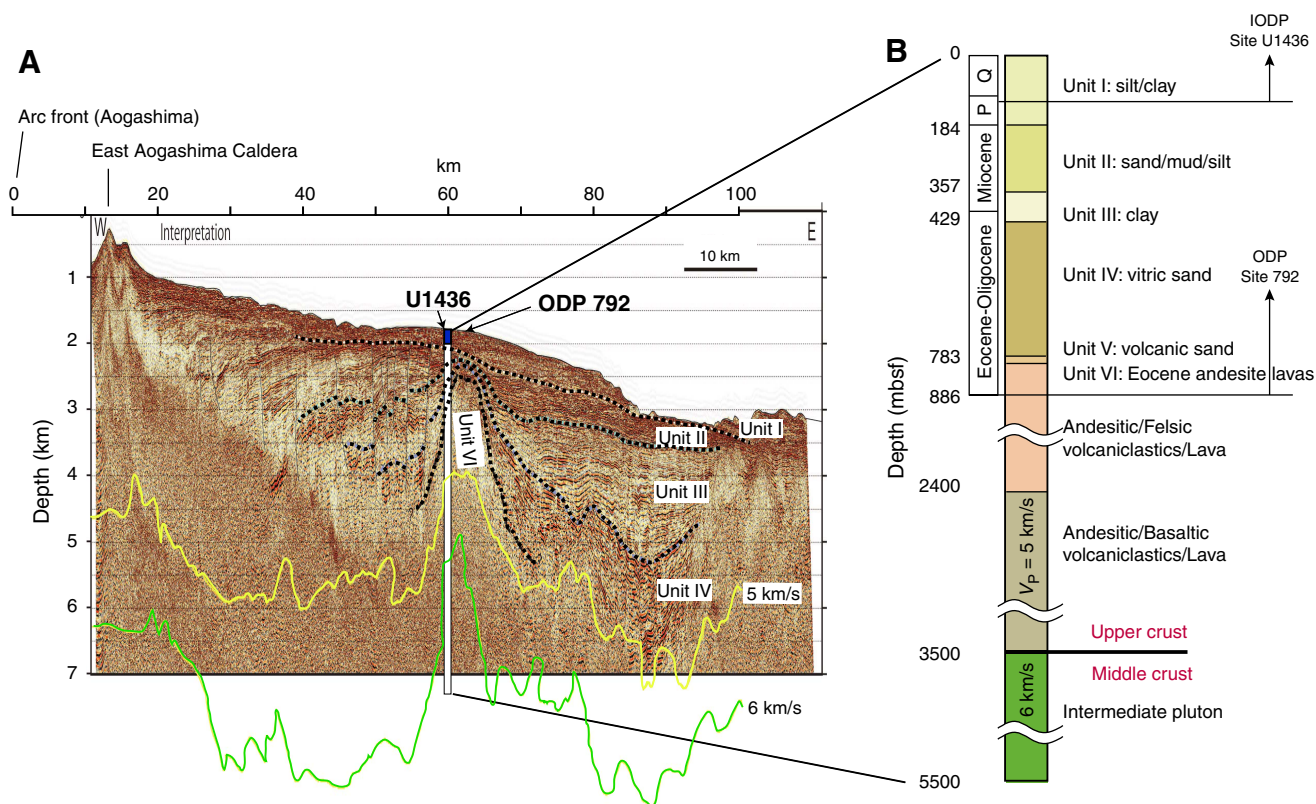 A
Arc front (Aogashima)
East Aogashima Caldera
km
0 20 40 60 80 100
W
Interpretation
E
10 km
U1436
ODP 792
Depth (km)
1
2
3
4
5
6
7
Unit I
Unit II
Unit VI
Unit III
Unit IV
5 km/s
6 km/s
B
IODP
Site U1436
Depth (mbsf)
0
184
357
429
783
886
2400
3500
5500
Q
P
Miocene
Eocene-Oligocene
Unit I: silt/clay
Unit II: sand/mud/silt
Unit III: clay
ODP
Site 792
Unit IV: vitric sand
Unit V: volcanic sand
Unit VI: Eocene andesite lavas
Andesitic/Felsic
volcaniclastics/Lava
VP = 5 km/s
Andesitic/Basaltic
volcaniclastics/Lava
Upper crust
Middle crust
6 km/s
Intermediate pluton